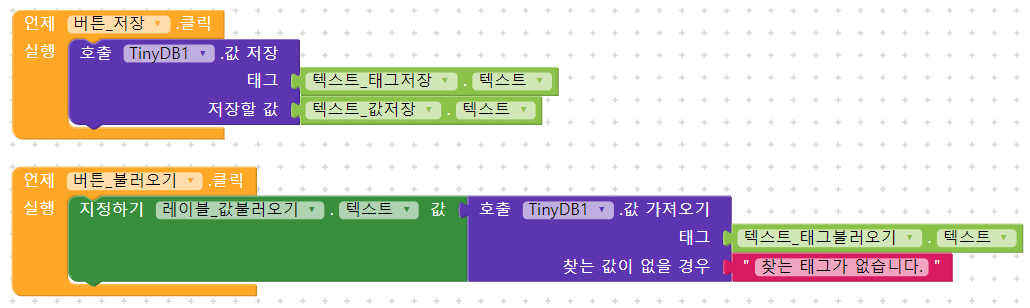 언제 버튼_저장 .클릭
실행 호출 TinyDB1 .값 저장
태그 텍스트_태그저장 . 텍스트
저장할 값 텍스트_값저장 . 텍스트
언제 버튼_불러오기 .클릭
실행 지정하기 레이블_값불러오기 . 텍스트 값 호출 TinyDB1 .값 가져오기
태그 텍스트_태그불러오기 . 텍스트
찾는 값이 없을 경우 " 찾는 태그가 없습니다. "